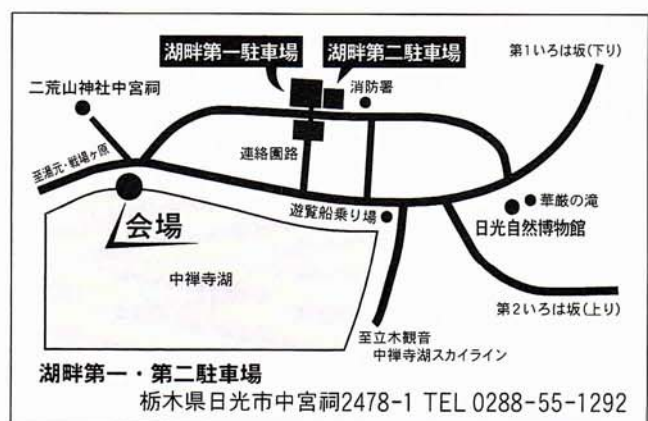 湖畔第一駐車場
湖畔第二駐車場
第1いろは坂(下り)
消防署
二荒山神社中宮祠
連絡園路
至湯元・戦場ヶ原
華厳の滝
遊覧船乗り場
日光自然博物館
会場
中禅寺湖
第2いろは坂(上り)
至立木観音
中禅寺湖スカイライン
湖畔第一・第二駐車場
栃木県日光市中宮祠2478-1 TEL 0288-55-1292